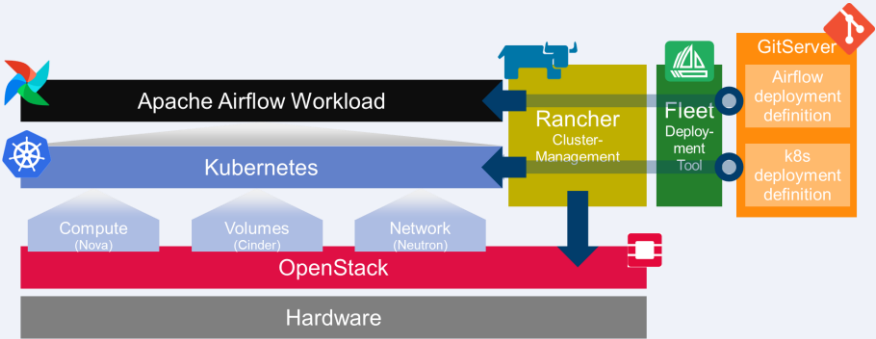 GitServer
Airflow
deployment
definition
Apache Airflow Workload
Rancher
Cluster-
Management
Fleet
Deploy-
ment
Tool
k8s
deployment
definition
Kubernetes
Compute
(Nova)
Volumes
(Cinder)
Network
(Neutron)
OpenStack
Hardware